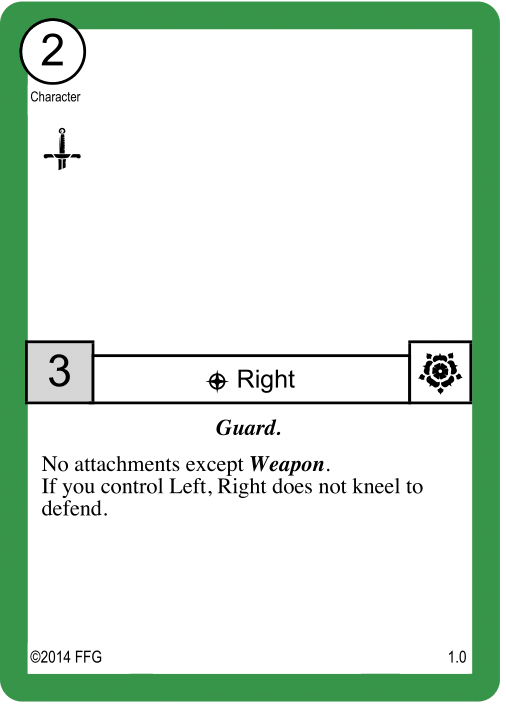 2
Character
3
Right
Guard.
No attachments except Weapon.
If you control Left, Right does not kneel to
defend.
©2014 FFG
1.0